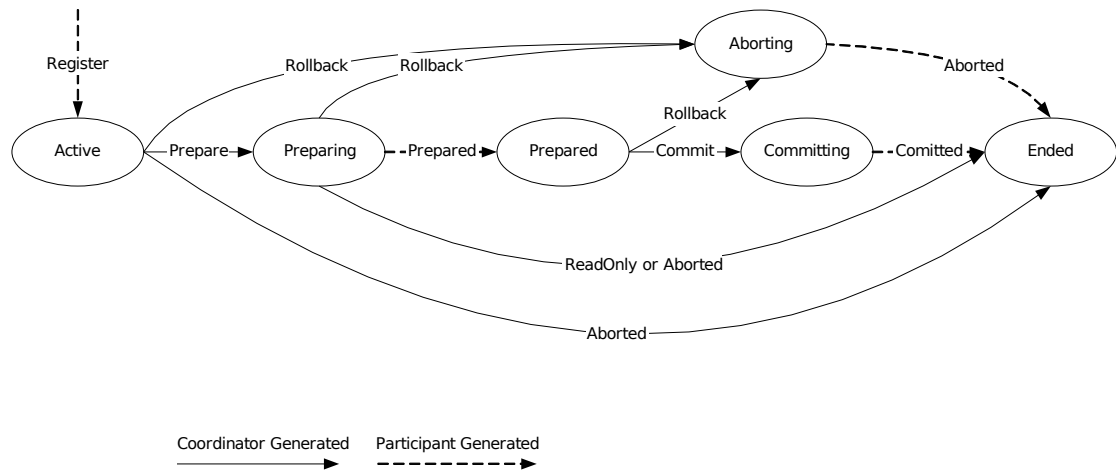 Register
Aborting
Rollback
Rollback
Aborted
Rollback
Active
Prepare
Preparing
Prepared
Prepared
Commit
Committing
Comitted
Ended
ReadOnly or Aborted
Aborted
Coordinator Generated
Participant Generated